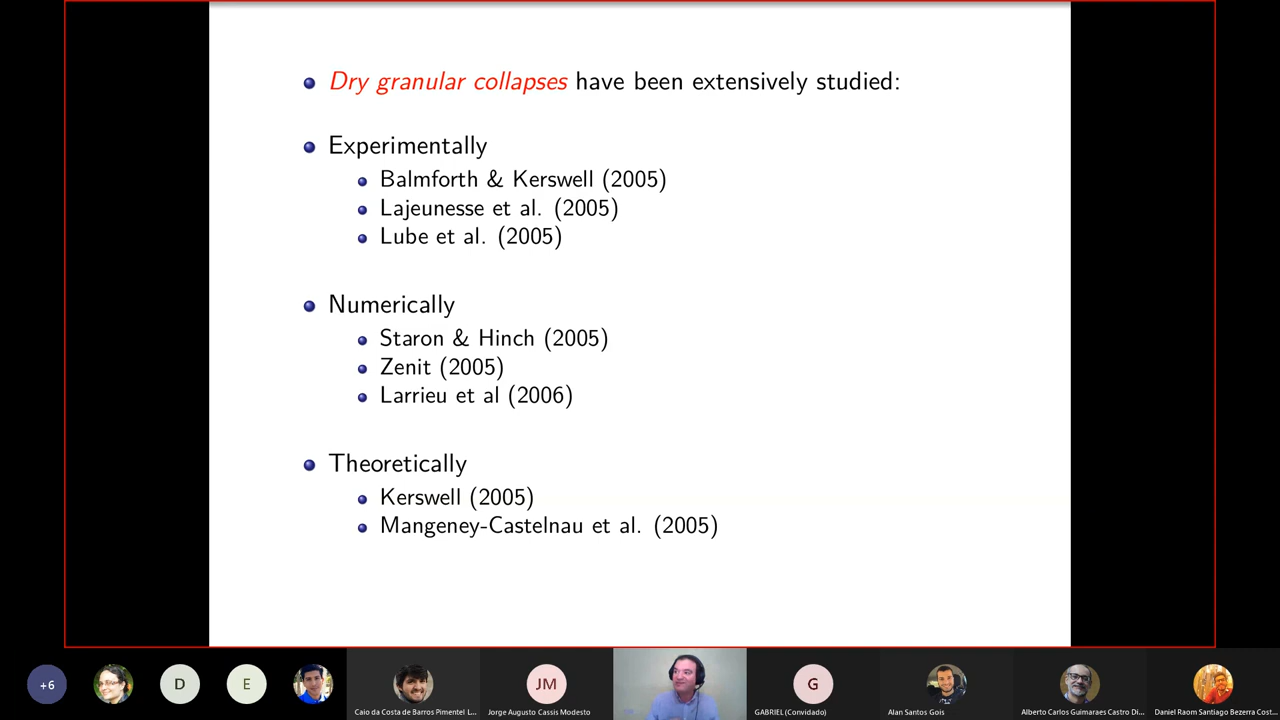 Dry granular collapses have been extensively studied:
Experimentally
Balmforth & Kerswell (2005)
Lajeunesse et al. (2005)
Lube et al. (2005)
Numerically
Staron & Hinch (2005)
Zenit (2005)
Larrieu et al (2006)
Theoretically
Kerswell (2005)
Mangeney-Castelnau et al. (2005)
+6
D
E
JM
G
Caio da Costa de Barros Pimentel L...
Jorge Augusto Cassis Modesto
GABRIEL (Convidado)
Alan Santos Gois
Alberto Carlos Guimaraes Castro Di...
Daniel Raom Santiago Bezerra Cost...